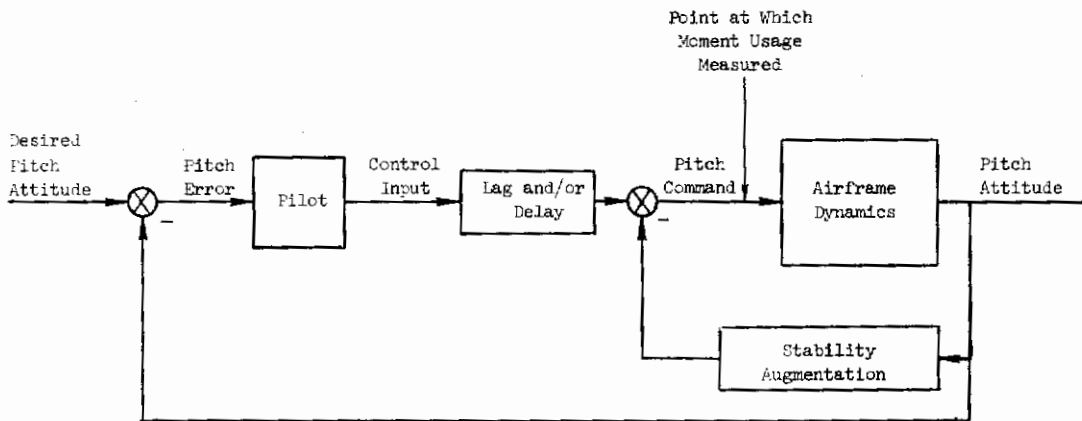 Point at Which
Moment Usage
Measured
Desired
Pitch
Attitude
Pitch
Error
Pilot
Control
Input
Lag and/or
Delay
Pitch
Command
Airframe
Dynamics
Pitch
Attitude
Stability
Augmentation